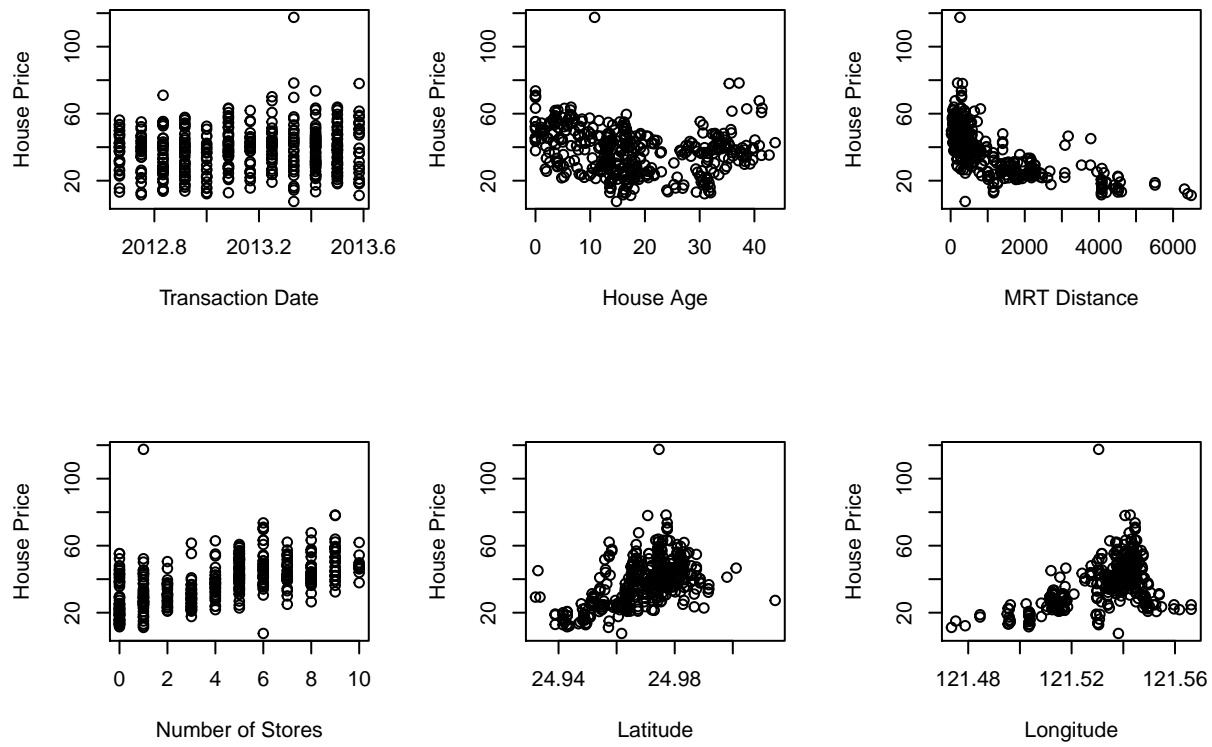 House Price
20
60
100
2012.8 2013.2 2013.6
Transaction Date
House Price
20
60
100
0 10 20 30 40
House Age
House Price
20
60
100
0 2000 4000 6000
MRT Distance
House Price
20
60
100
0 2 4 6 8 10
Number of Stores
House Price
20
60
100
24.94 24.98
Latitude
House Price
20
60
100
121.48 121.52 121.56
Longitude